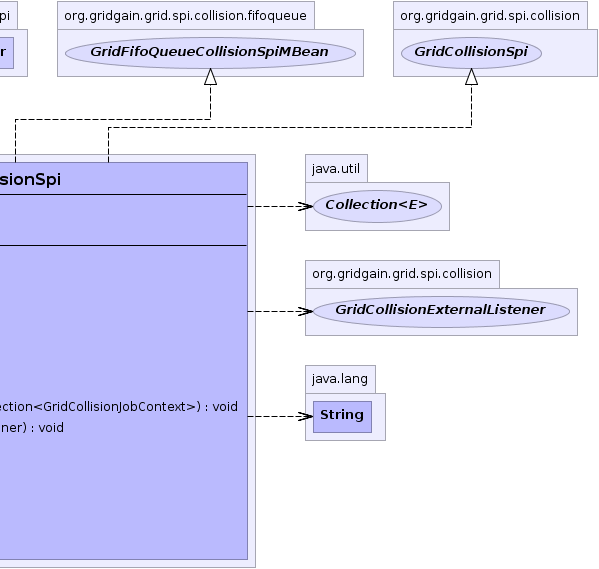 pi
org.gridgain.grid.spi.collision.fifoqueue
org.gridgain.grid.spi.collision
r
GridFifoQueueCollisionSpiMBean
GridCollisionSpi
sionSpi
java.util
Collection<E>
org.gridgain.grid.spi.collision
GridCollisionExternalListener
java.lang
String
ection<GridCollisionJobContext>) : void
ner) : void